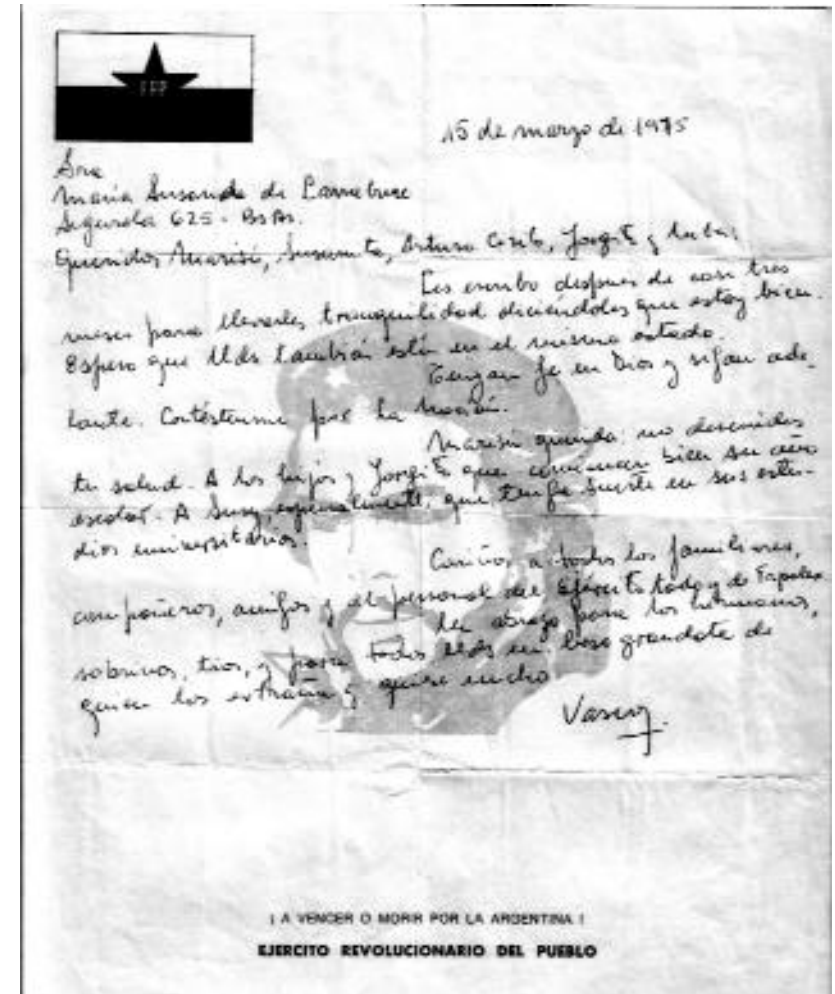 ERP
15 de marzo de 1975
Sra
María Susana de Larrabure
Segurola 625 - Bs As.
Queridos Marisú, Susanita, Arturo Cirilo, Jorgito y
Les escribo después de casi tres
meses para llevarles tranquilidad diciéndoles que estoy bien.
Espero que Uds también estén en el mismo estado.
Tengan fe en Dios y sigan ade-
lante. Contéstenme por La
Marisú querida: no descuides
tu salud. A los hijos y Jorgito que comiencen bien su año
escolar. A Susy, especialmente, que tenga suerte en sus estu-
dios universitarios.
Cariños a todos los familiares,
compañeros, amigos y al personal del Ejército todo y de
Un abrazo para los hermanos,
sobrinos, tíos, y para todos Uds un beso grandote de
quien los extraña y quiere mucho
Vasco
¡ A VENCER O MORIR POR LA ARGENTINA !
EJERCITO REVOLUCIONARIO DEL PUEBLO